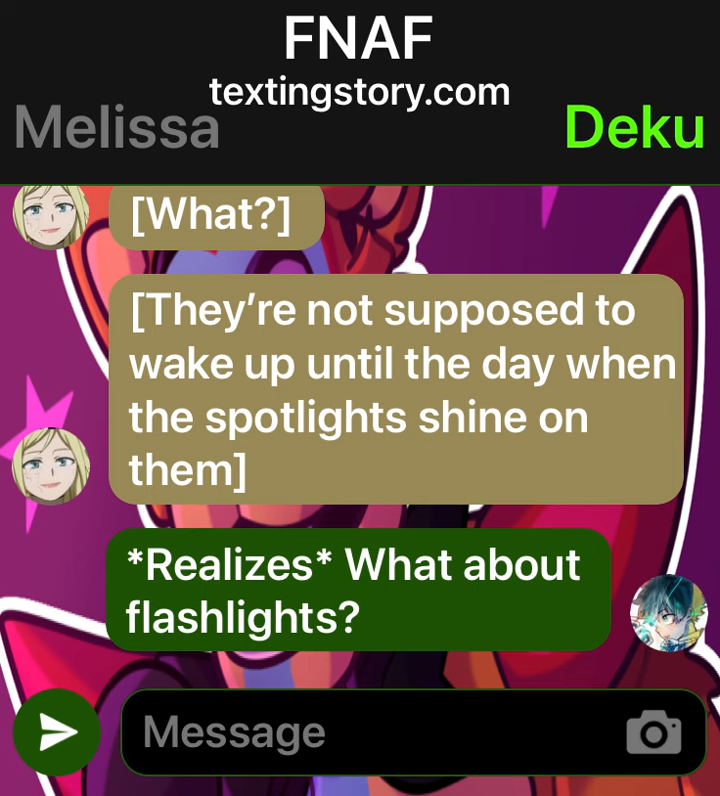 FNAF
textingstory.com
Melissa
Deku
[What?]
[They’re not supposed to
wake up until the day when
the spotlights shine on
them]
*Realizes* What about
flashlights?
Message